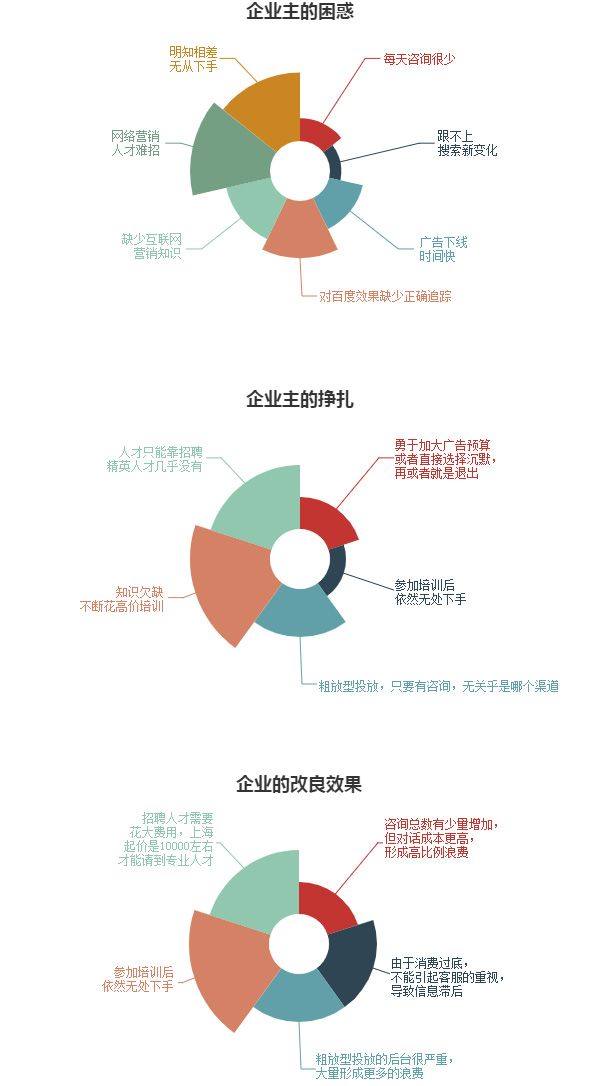 企业主的困惑
明知相差
无从下手
每天咨询很少
网络营销
人才难招
跟不上
搜索新变化
缺少互联网
营销知识
广告下线
时间快
对百度效果缺少正确追踪
企业主的挣扎
人才只能靠招聘
精英人才几乎没有
勇于加大广告预算
或者直接选择沉默，
再或者就是退出
知识欠缺
不断花高价培训
参加培训后
依然无处下手
粗放型投放，只要有咨询，无关乎是哪个渠道
企业的改良效果
招聘人才需要
花大费用，上海
起价是10000左右
才能请到专业人才
咨询总数有少量增加，
但对话成本更高，
形成高比例浪费
参加培训后
依然无处下手
由于消费过底，
不能引起客服的重视，
导致信息滞后
粗放型投放的后台很严重，
大量形成更多的浪费